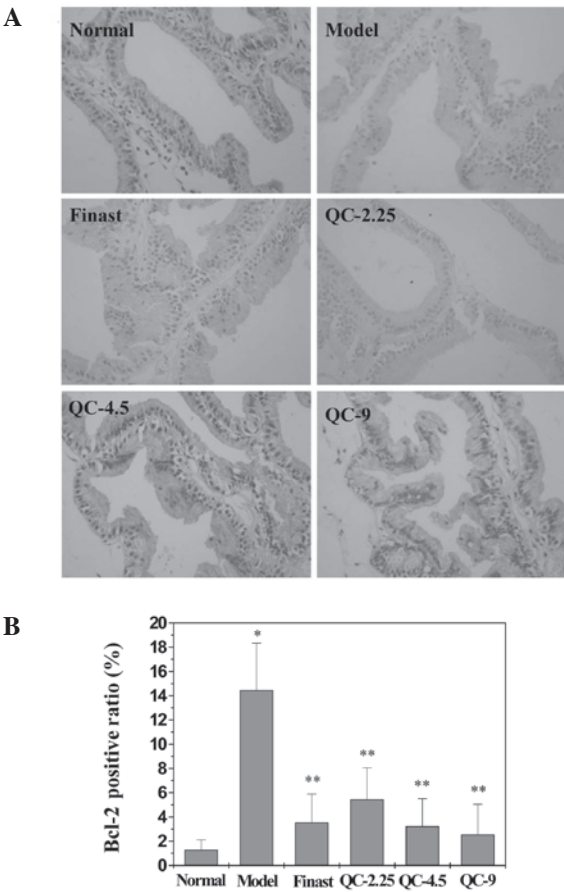 A
Normal
Model
Finast
QC-2.25
QC-4.5
QC-9
B
Bcl-2 positive ratio (%)
20
18
16
14
12
10
8
6
4
2
0
*
**
**
**
**
Normal Model Finast QC-2.25 QC-4.5 QC-9